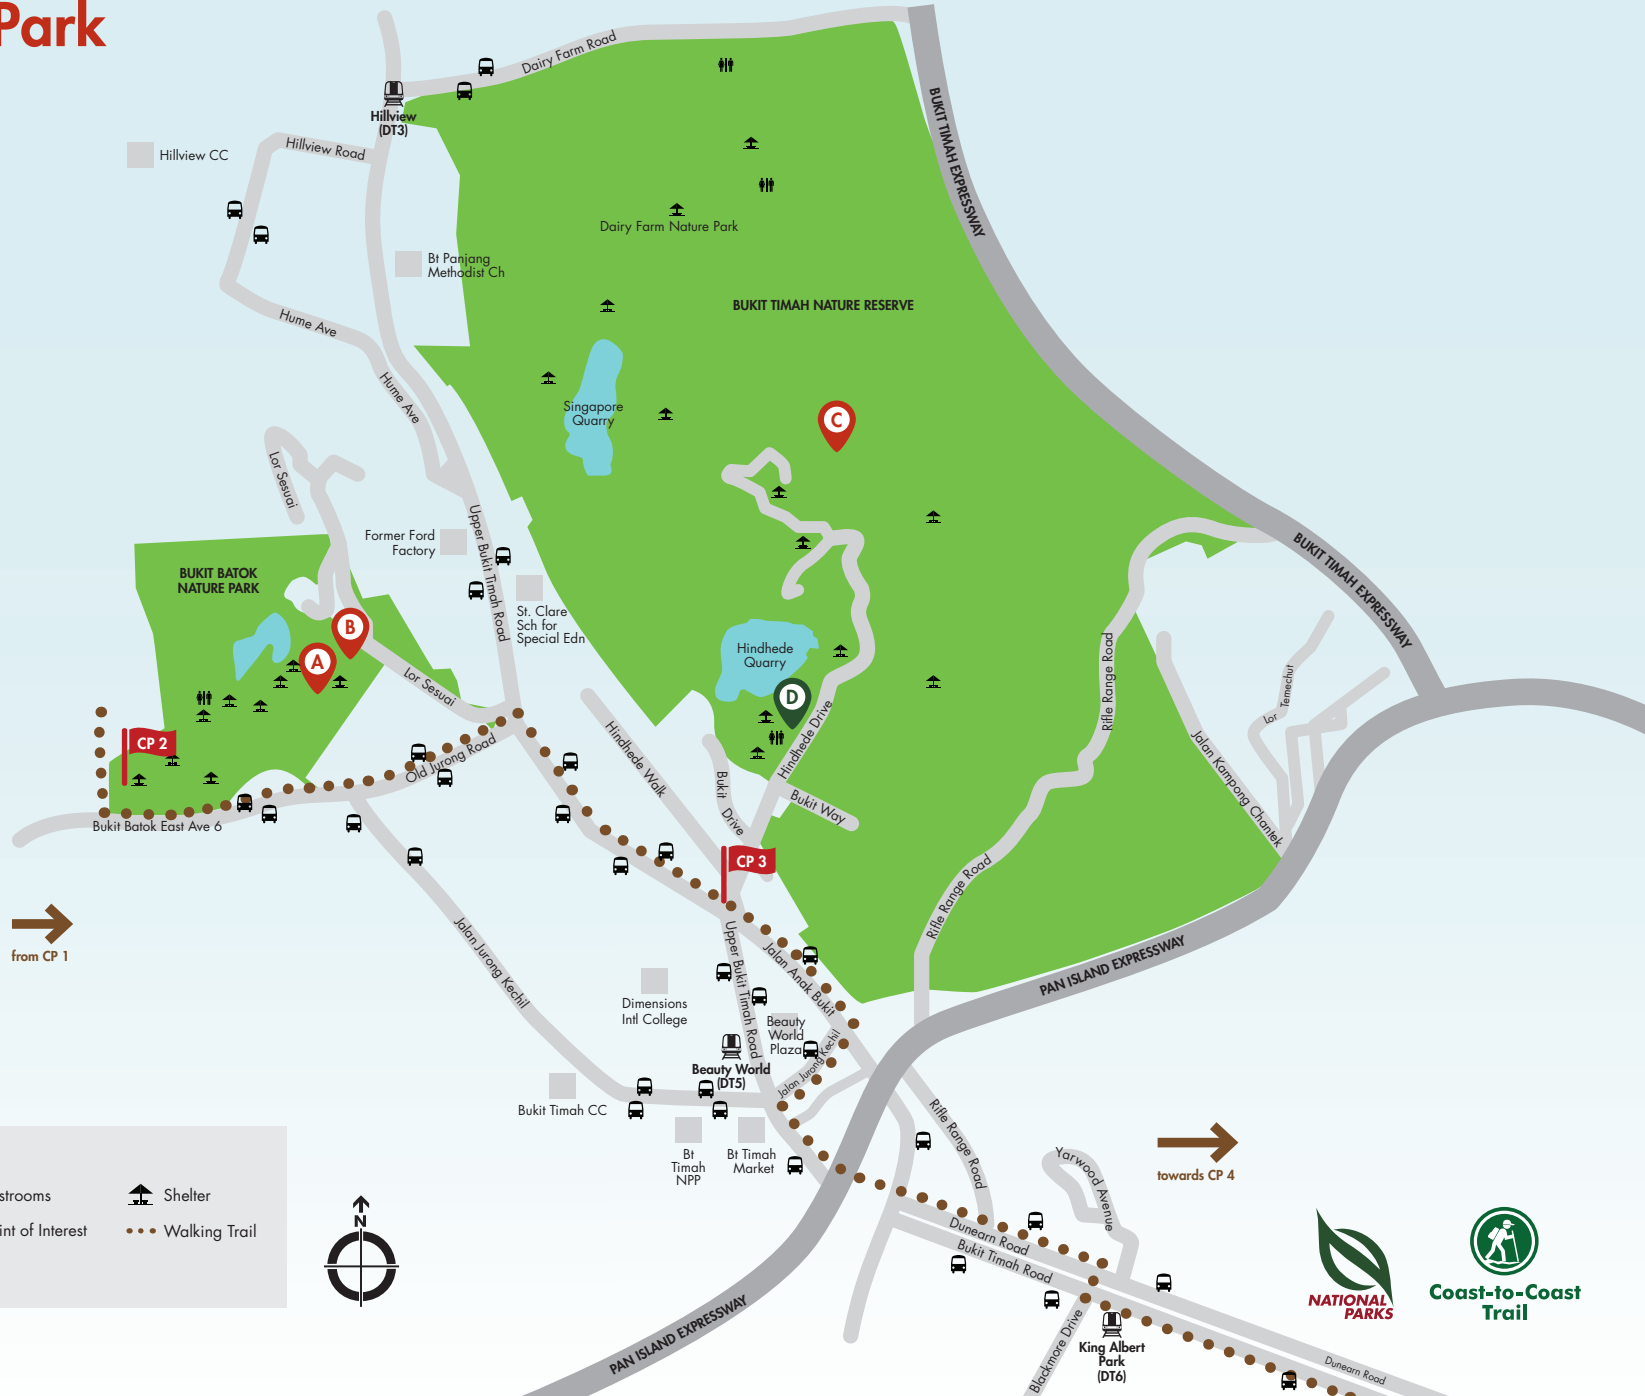 Park
Dairy Farm Road
Hillview
(DT3)
Hillview Road
Hillview CC
BUKIT TIMAH EXPRESSWAY
Dairy Farm Nature Park
Bt Panjang
Methodist Ch
BUKIT TIMAH NATURE RESERVE
Hume Ave
Hume Ave
Singapore
Quarry
C
Lor Sesuai
Upper Bukit Timah Road
Former Ford
Factory
BUKIT TIMAH EXPRESSWAY
BUKIT BATOK
NATURE PARK
St. Clare
Sch for
Special Edn
B
A
Hindhede
Quarry
Rifle Range Road
Lor Sesuai
D
Lor Temechut
CP 2
Old Jurong Road
Hindhede Walk
Hindhede Drive
Jalan Kampong Chantek
Bukit Drive
Bukit Way
Bukit Batok East Ave 6
CP 3
Rifle Range Road
from CP 1
Jalan Jurong Kechil
Upper Bukit Timah Road
Jalan Anak Bukit
PAN ISLAND EXPRESSWAY
Dimensions
Intl College
Beauty
World
Plaza
Jalan Jurong Kechil
Beauty World
(DT5)
Bukit Timah CC
Bt
Timah
NPP
Bt Timah
Market
Rifle Range Road
Yarwood Avenue
towards CP 4
strooms
Shelter
int of Interest
Walking Trail
N
Dunearn Road
Bukit Timah Road
PAN ISLAND EXPRESSWAY
Blackmore Drive
King Albert
Park
(DT6)
Dunearn Road
NATIONAL
PARKS
Coast-to-Coast
Trail